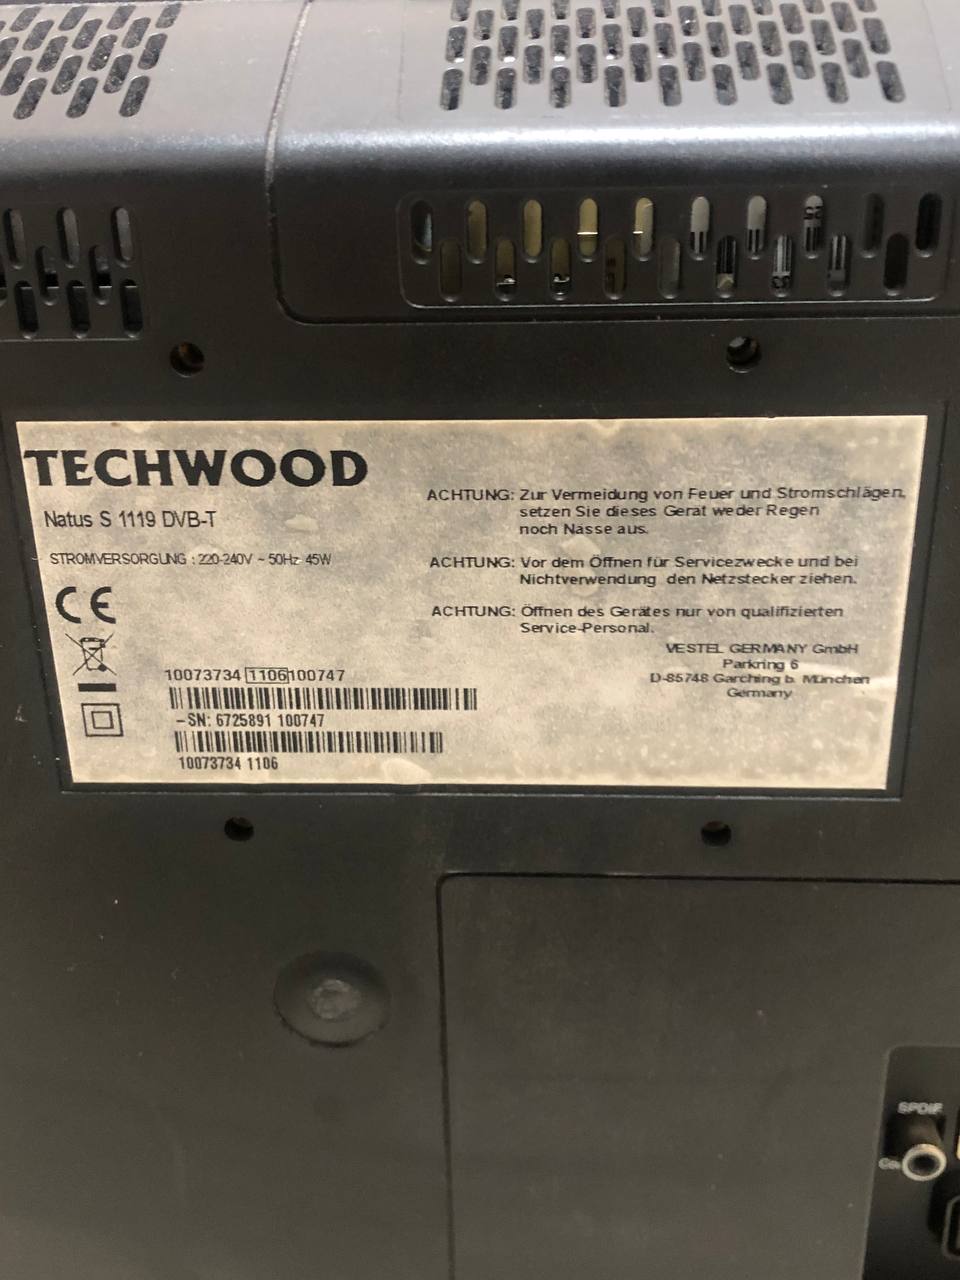 TECHWOOD
Natus S 1119 DVB-T
STROMVERSORGUNG : 220-240V ~ 50Hz 45W
CE
10073734 1106 100747
-SN: 6725891 100747
10073734 1106
ACHTUNG: Zur Vermeidung von Feuer und Stromschlägen,
setzen Sie dieses Gerät weder Regen
noch Nässe aus.
ACHTUNG: Vor dem Öffnen für Servicezwecke und bei
Nichtverwendung den Netzstecker ziehen.
ACHTUNG: Öffnen des Gerätes nur von qualifizierten
Service-Personal.
VESTEL GERMANY GmbH
Parkring 6
D-85748 Garching b. München
Germany
SPDIF